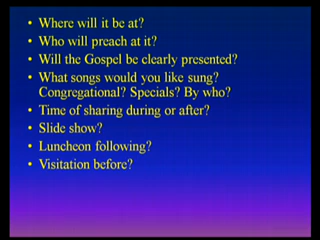 • Where will it be at?
• Who will preach at it?
• Will the Gospel be clearly presented?
• What songs would you like sung?
Congregational? Specials? By who?
• Time of sharing during or after?
• Slide show?
• Luncheon following?
• Visitation before?